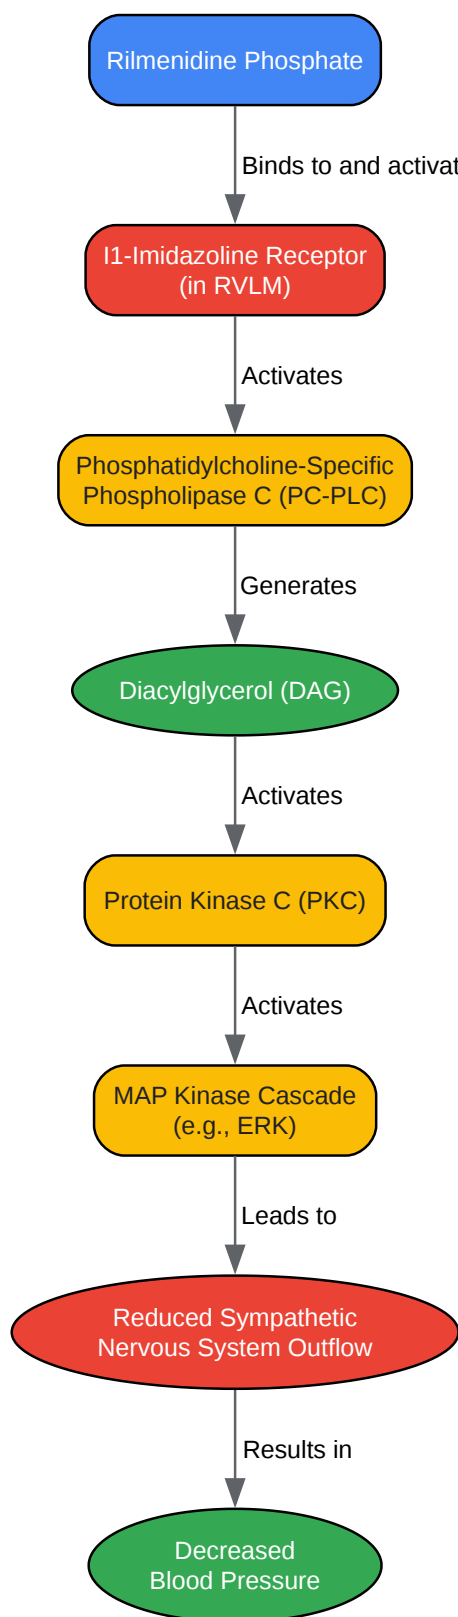 Rilmenidine Phosphate
Binds to and activat
I1-Imidazoline Receptor
(in RVLM)
Activates
Phosphatidylcholine-Specific
Phospholipase C (PC-PLC)
Generates
Diacylglycerol (DAG)
Activates
Protein Kinase C (PKC)
Activates
MAP Kinase Cascade
(e.g., ERK)
Leads to
Reduced Sympathetic
Nervous System Outflow
Results in
Decreased
Blood Pressure